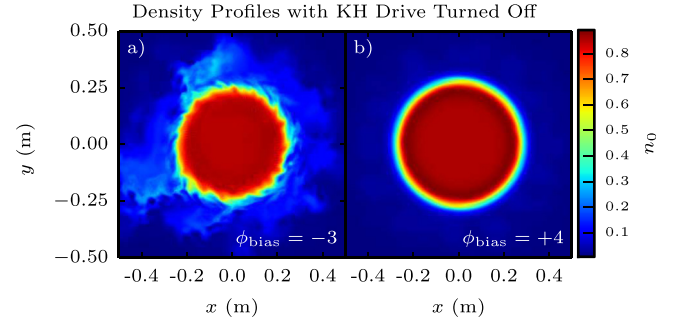 Density Profiles with KH Drive Turned Off
a)
b)
0.50
0.25
0.00
−0.25
−0.50
y (m)
ϕbias = −3
ϕbias = +4
-0.4 -0.2 0.0 0.2 0.4
-0.4 -0.2 0.0 0.2 0.4
x (m)
x (m)
0.8
0.7
0.6
0.5
0.4
0.3
0.2
0.1
n0